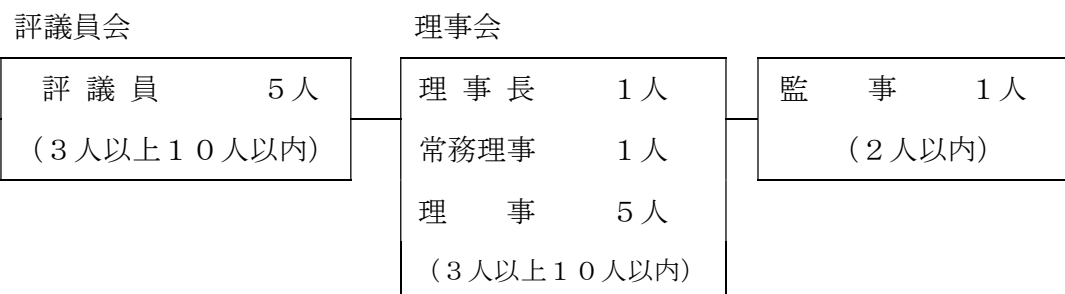 評議員会
評 議 員　　５人
（３人以上１０人以内）
理事会
理 事 長　　１人
常務理事　　１人
理　　事　　５人
（３人以上１０人以内）
監　　事　　１人
（２人以内）